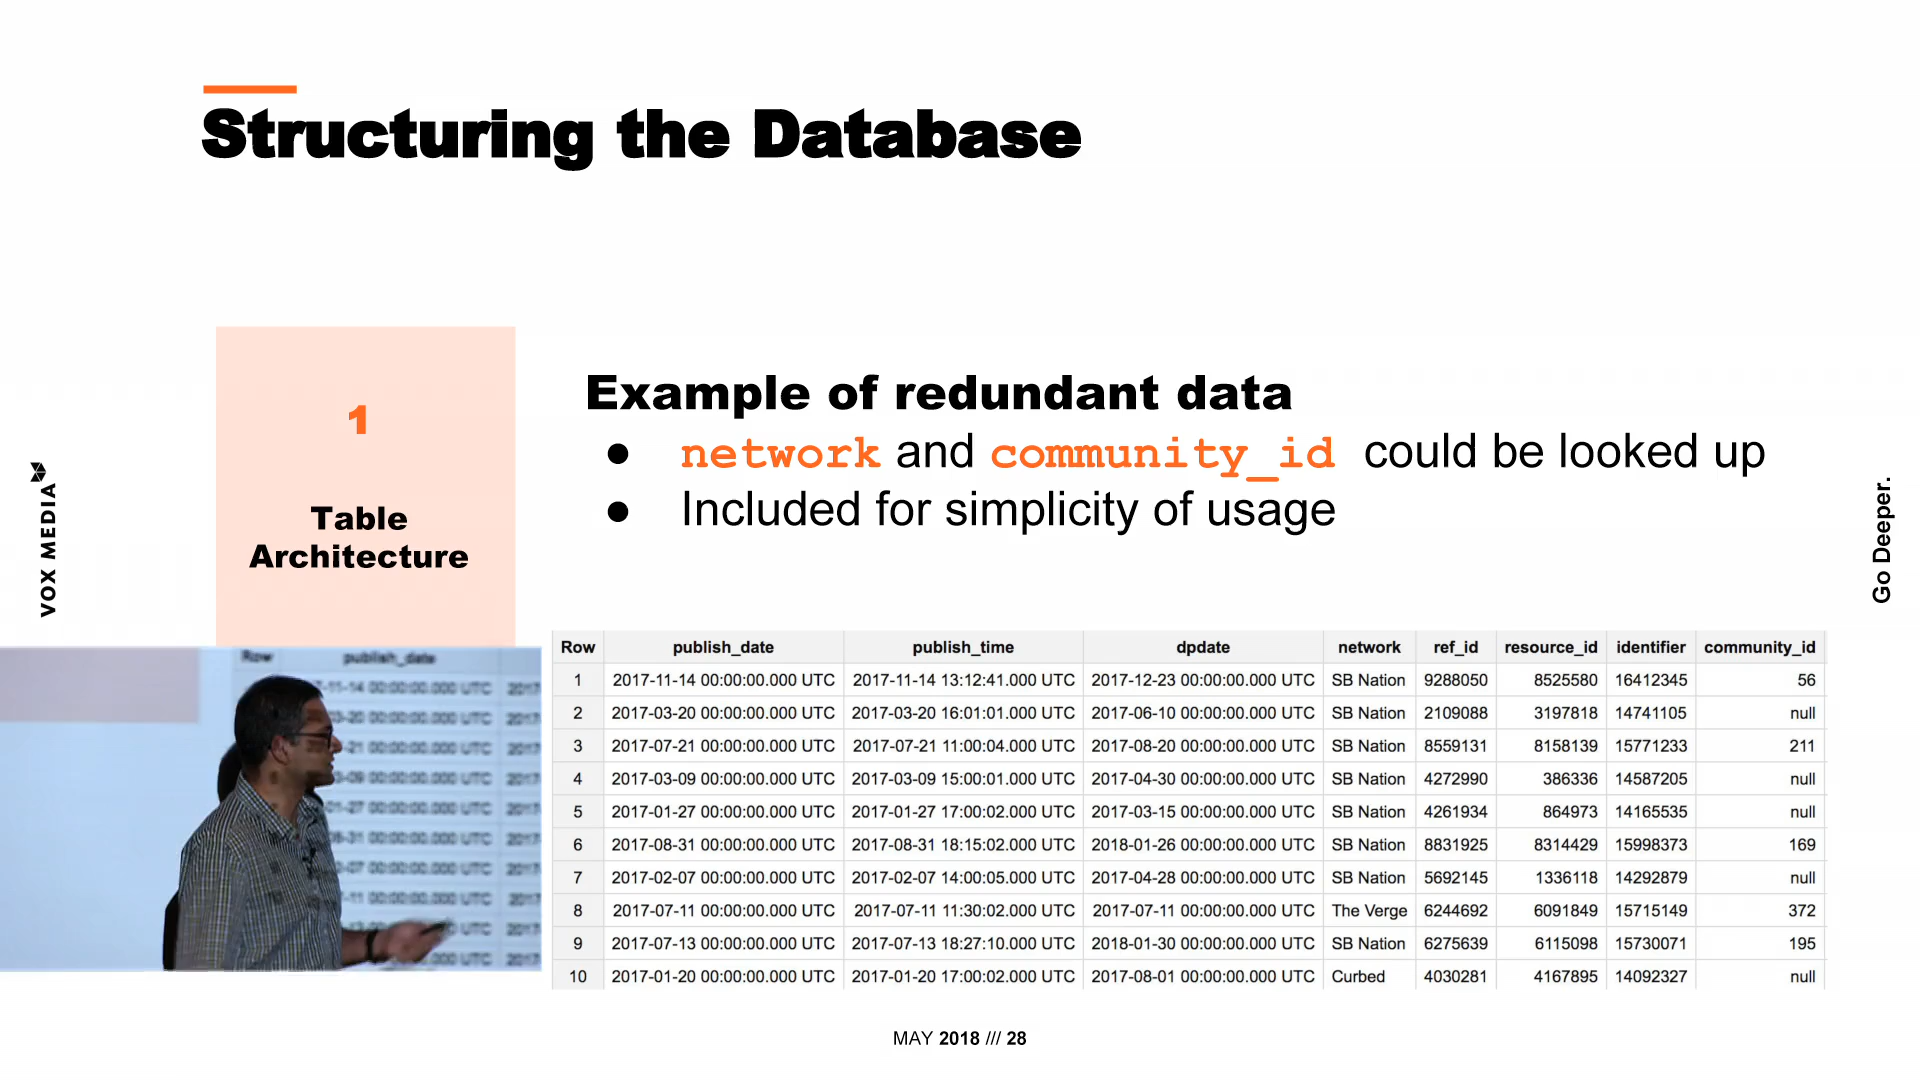 Structuring the Database
1
Table
Architecture
Example of redundant data
● network and community_id could be looked up
● Included for simplicity of usage
VOX MEDIA
Go Deeper.
Row publish_date publish_time dpdate network ref_id resource_id identifier community_id
1 2017-11-14 00:00:00.000 UTC 2017-11-14 13:12:41.000 UTC 2017-12-23 00:00:00.000 UTC SB Nation 9288050 8525580 16412345 56
2 2017-03-20 00:00:00.000 UTC 2017-03-20 16:01:01.000 UTC 2017-06-10 00:00:00.000 UTC SB Nation 2109088 3197818 14741105 null
3 2017-07-21 00:00:00.000 UTC 2017-07-21 11:00:04.000 UTC 2017-08-20 00:00:00.000 UTC SB Nation 8559131 8158139 15771233 211
4 2017-03-09 00:00:00.000 UTC 2017-03-09 15:00:01.000 UTC 2017-04-30 00:00:00.000 UTC SB Nation 4272990 386336 14587205 null
5 2017-01-27 00:00:00.000 UTC 2017-01-27 17:00:02.000 UTC 2017-03-15 00:00:00.000 UTC SB Nation 4261934 864973 14165535 null
6 2017-08-31 00:00:00.000 UTC 2017-08-31 18:15:02.000 UTC 2018-01-26 00:00:00.000 UTC SB Nation 8831925 8314429 15998373 169
7 2017-02-07 00:00:00.000 UTC 2017-02-07 14:00:05.000 UTC 2017-04-28 00:00:00.000 UTC SB Nation 5692145 1336118 14292879 null
8 2017-07-11 00:00:00.000 UTC 2017-07-11 11:30:02.000 UTC 2017-07-11 00:00:00.000 UTC The Verge 6244692 6091849 15715149 372
9 2017-07-13 00:00:00.000 UTC 2017-07-13 18:27:10.000 UTC 2018-01-30 00:00:00.000 UTC SB Nation 6275639 6115098 15730071 195
10 2017-01-20 00:00:00.000 UTC 2017-01-20 17:00:02.000 UTC 2017-08-01 00:00:00.000 UTC Curbed 4030281 4167895 14092327 null
Row publish_date
MAY 2018 /// 28